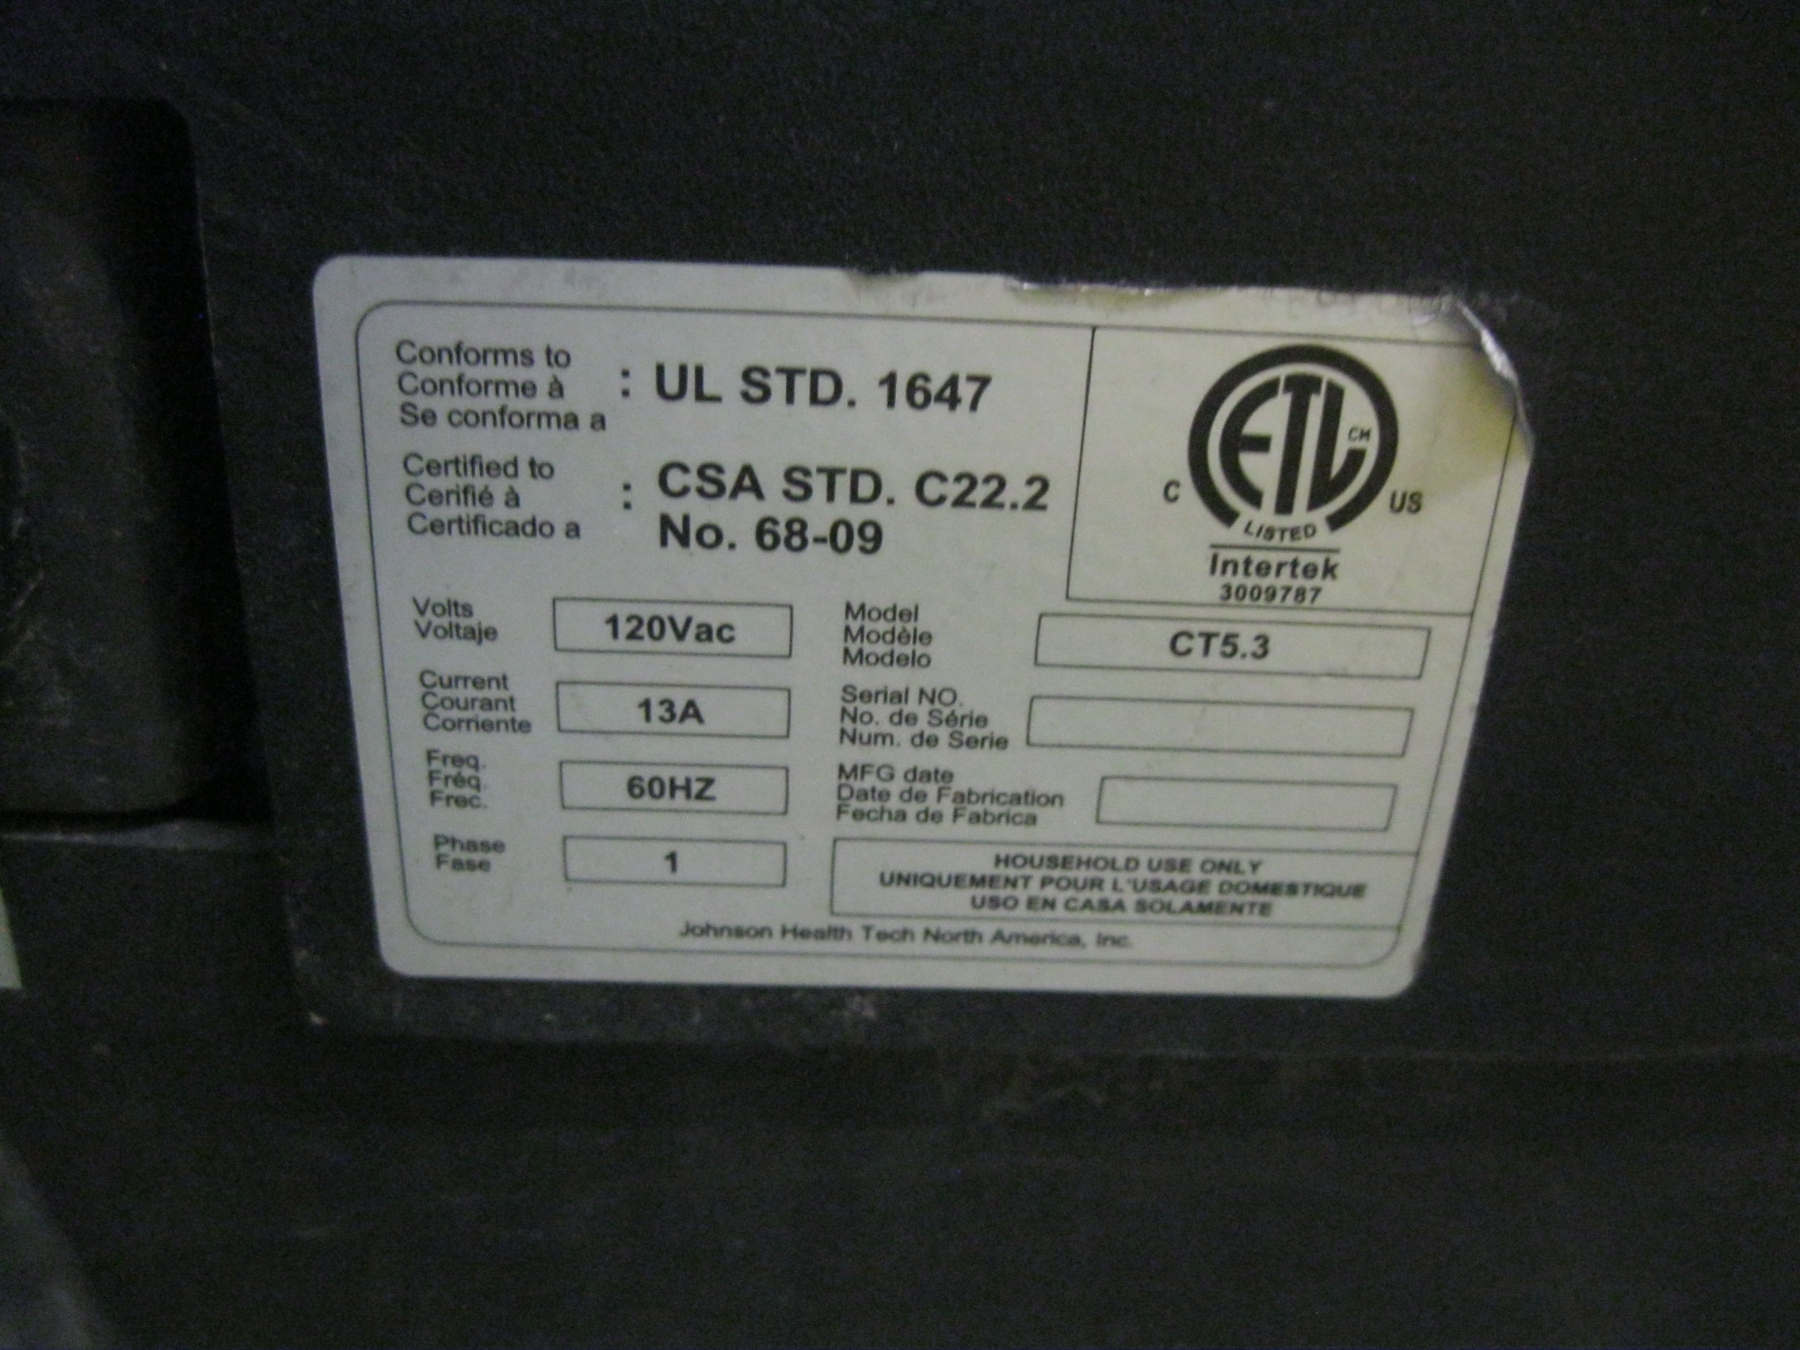 Conforms to
Conforme à
Se conforma a
: UL STD. 1647
Certified to
Cerifié à
Certificado a
: CSA STD. C22.2
No. 68-09
ETL CM
C US
LISTED
Intertek
3009787
Volts
Voltaje
120Vac
Current
Courant
Corriente
13A
Freq.
Fréq.
Frec.
60HZ
Phase
Fase
1
Model
Modèle
Modelo
CT5.3
Serial NO.
No. de Série
Num. de Serie
MFG date
Date de Fabrication
Fecha de Fabrica
HOUSEHOLD USE ONLY
UNIQUEMENT POUR L'USAGE DOMESTIQUE
USO EN CASA SOLAMENTE
Johnson Health Tech North America, Inc.